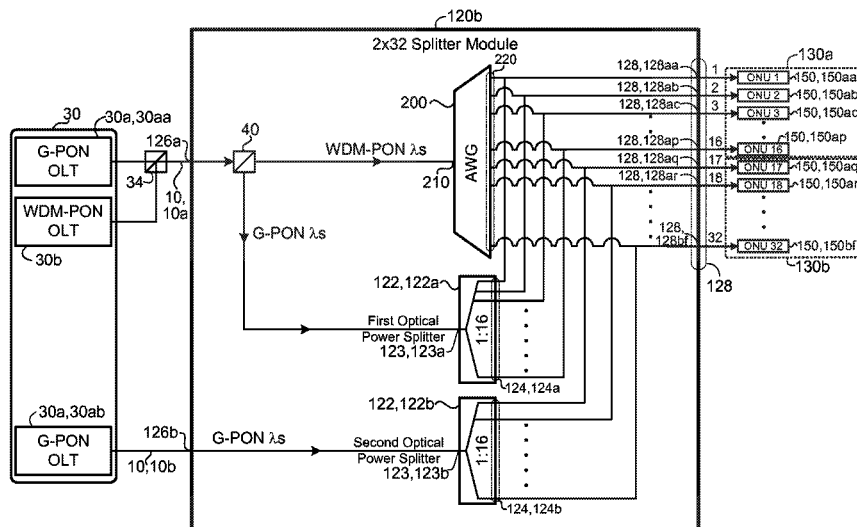 120b
2x32 Splitter Module
30
30a,30aa
G-PON
OLT
34
WDM-PON
OLT
30b
126a
10,
10a
40
WDM-PON λs
G-PON λs
200
210
220
AWG
128,128aa
1
128,128ab
2
128,128ac
3
128,128ap
16
128,128aq
17
128,128ar
18
128,
128bf
32
128
130a
ONU 1
150,150aa
ONU 2
150,150ab
ONU 3
ONU 16
150,150ap
ONU 17
150,150aq
ONU 18
150,150ar
ONU 32
150,150bf
130b
122,122a
First Optical
Power Splitter
123,123a
1:16
124,124a
30a,30ab
G-PON
OLT
126b
10,10b
G-PON λs
122,122b
Second Optical
Power Splitter
123,123b
1:16
124,124b